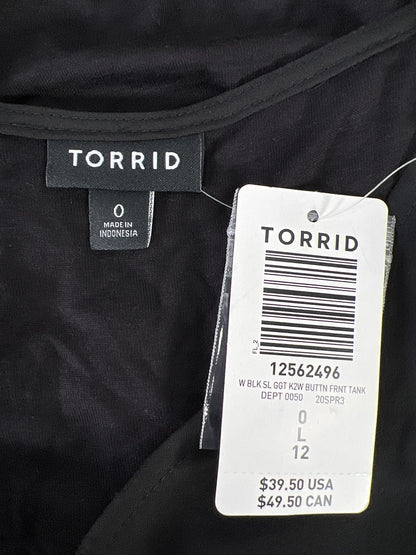 TORRID
0
MADE IN
INDONESIA
TORRID
FL_2
12562496
W BLK SL GGT K2W BUTTN FRNT TANK
DEPT 0050 20SPR3
0
L
12
$39.50 USA
$49.50 CAN